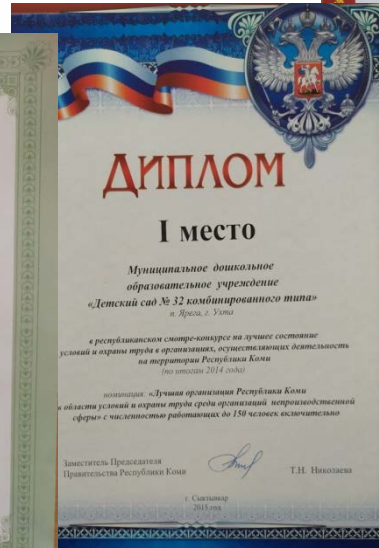 ДИПЛОМ
I место
Муниципальное дошкольное
образовательное учреждение
«Детский сад № 32 комбинированного типа»
п. Ярега, г. Ухта
в республиканском смотре-конкурсе на лучшее состояние
условий и охраны труда в организациях, осуществляющих деятельность
на территории Республики Коми
(по итогам 2014 года)
номинация: «Лучшая организация Республики Коми
в области условий и охраны труда среди организаций непроизводственной
сферы» с численностью работающих до 150 человек включительно
Заместитель Председателя
Правительства Республики Коми
Т.Н. Николаева
г. Сыктывкар
2015 год